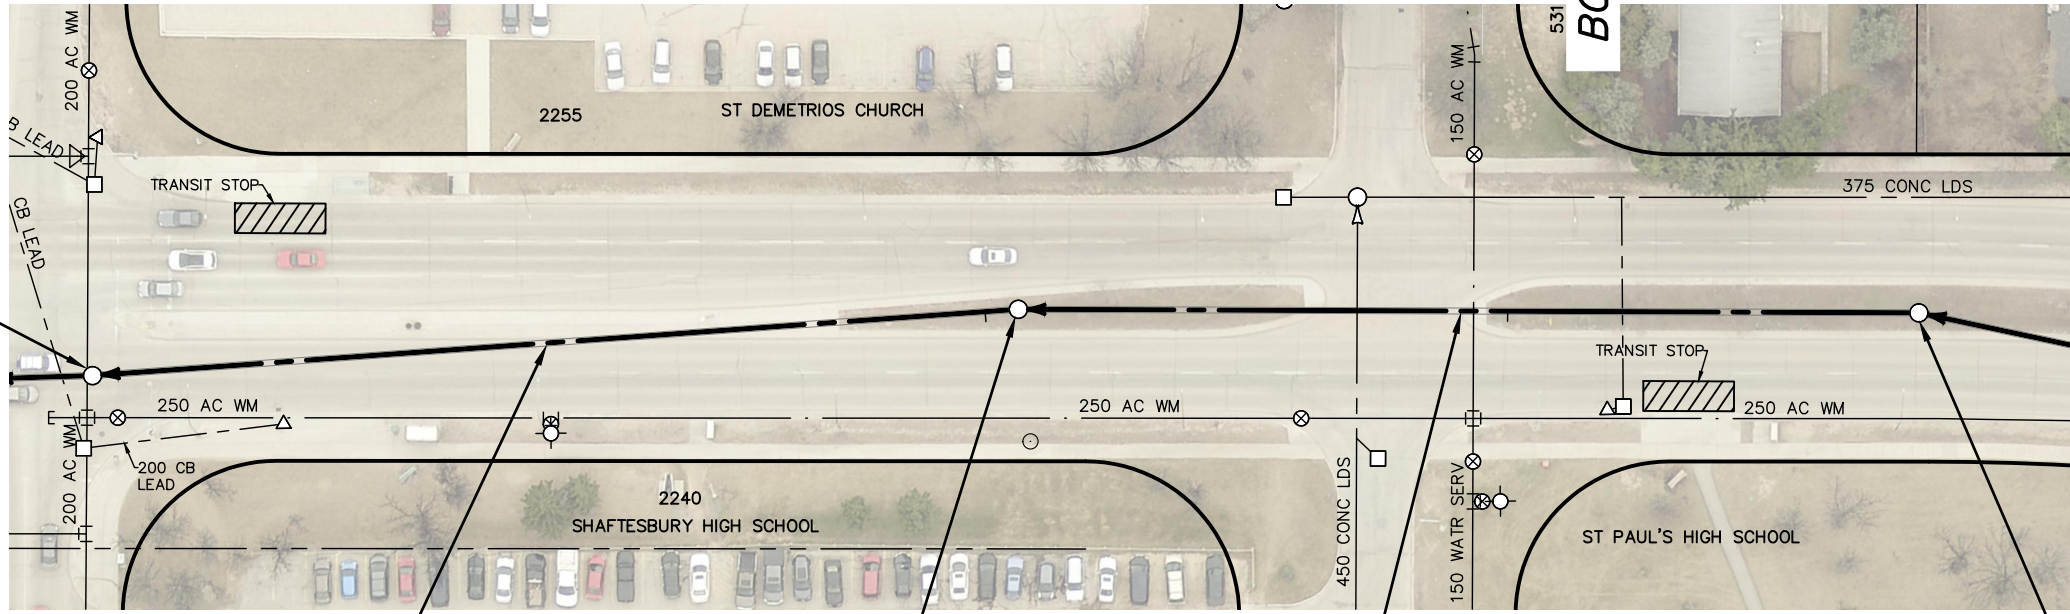 200 AC WM
531
BO
150 AC WM
2255
ST DEMETRIOS CHURCH
B LEAD
TRANSIT STOP
375 CONC LDS
CB LEAD
TRANSIT STOP
250 AC WM
250 AC WM
250 AC WM
200 AC WM
200 CB
LEAD
2240
SHAFTESBURY HIGH SCHOOL
450 CONC LDS
150 WATR SERV
ST PAUL'S HIGH SCHOOL